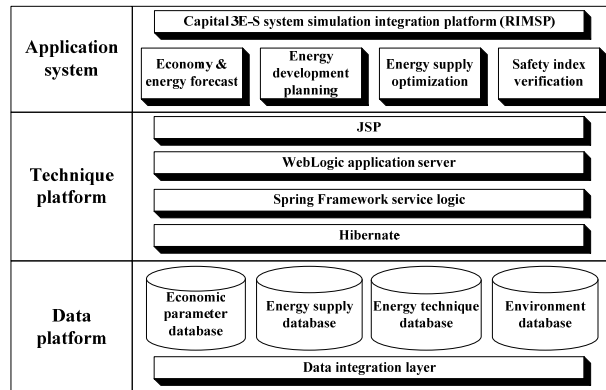 Application
system
Capital 3E-S system simulation integration platform (RIMSP)
Economy &
energy forecast
Energy
development
planning
Energy supply
optimization
Safety index
verification
Technique
platform
JSP
WebLogic application server
Spring Framework service logic
Hibernate
Data
platform
Economic
parameter
database
Energy supply
database
Energy technique
database
Environment
database
Data integration layer